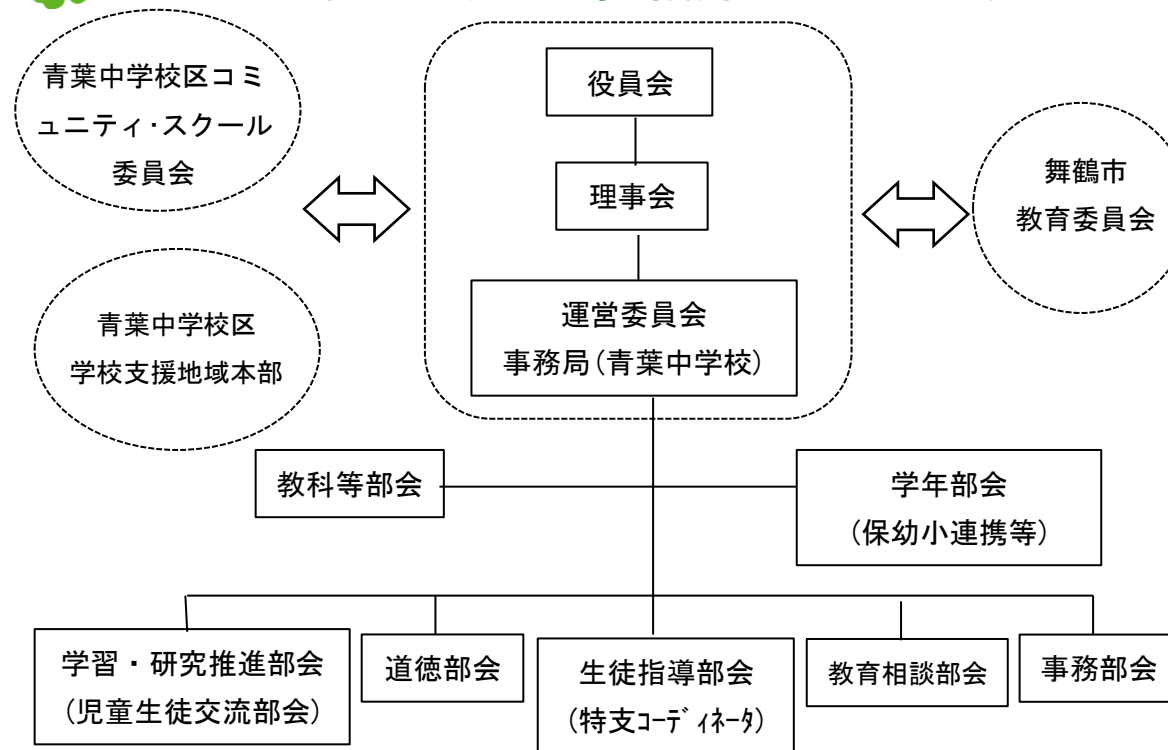 青葉中学校区コミ
ュニティ・スクール
委員会
役員会
理事会
運営委員会
事務局(青葉中学校)
舞鶴市
教育委員会
青葉中学校区
学校支援地域本部
教科等部会
学年部会
(保幼小連携等)
学習・研究推進部会
(児童生徒交流部会)
道徳部会
生徒指導部会
(特支ｺｰﾃﾞｨﾈｰﾀ)
教育相談部会
事務部会